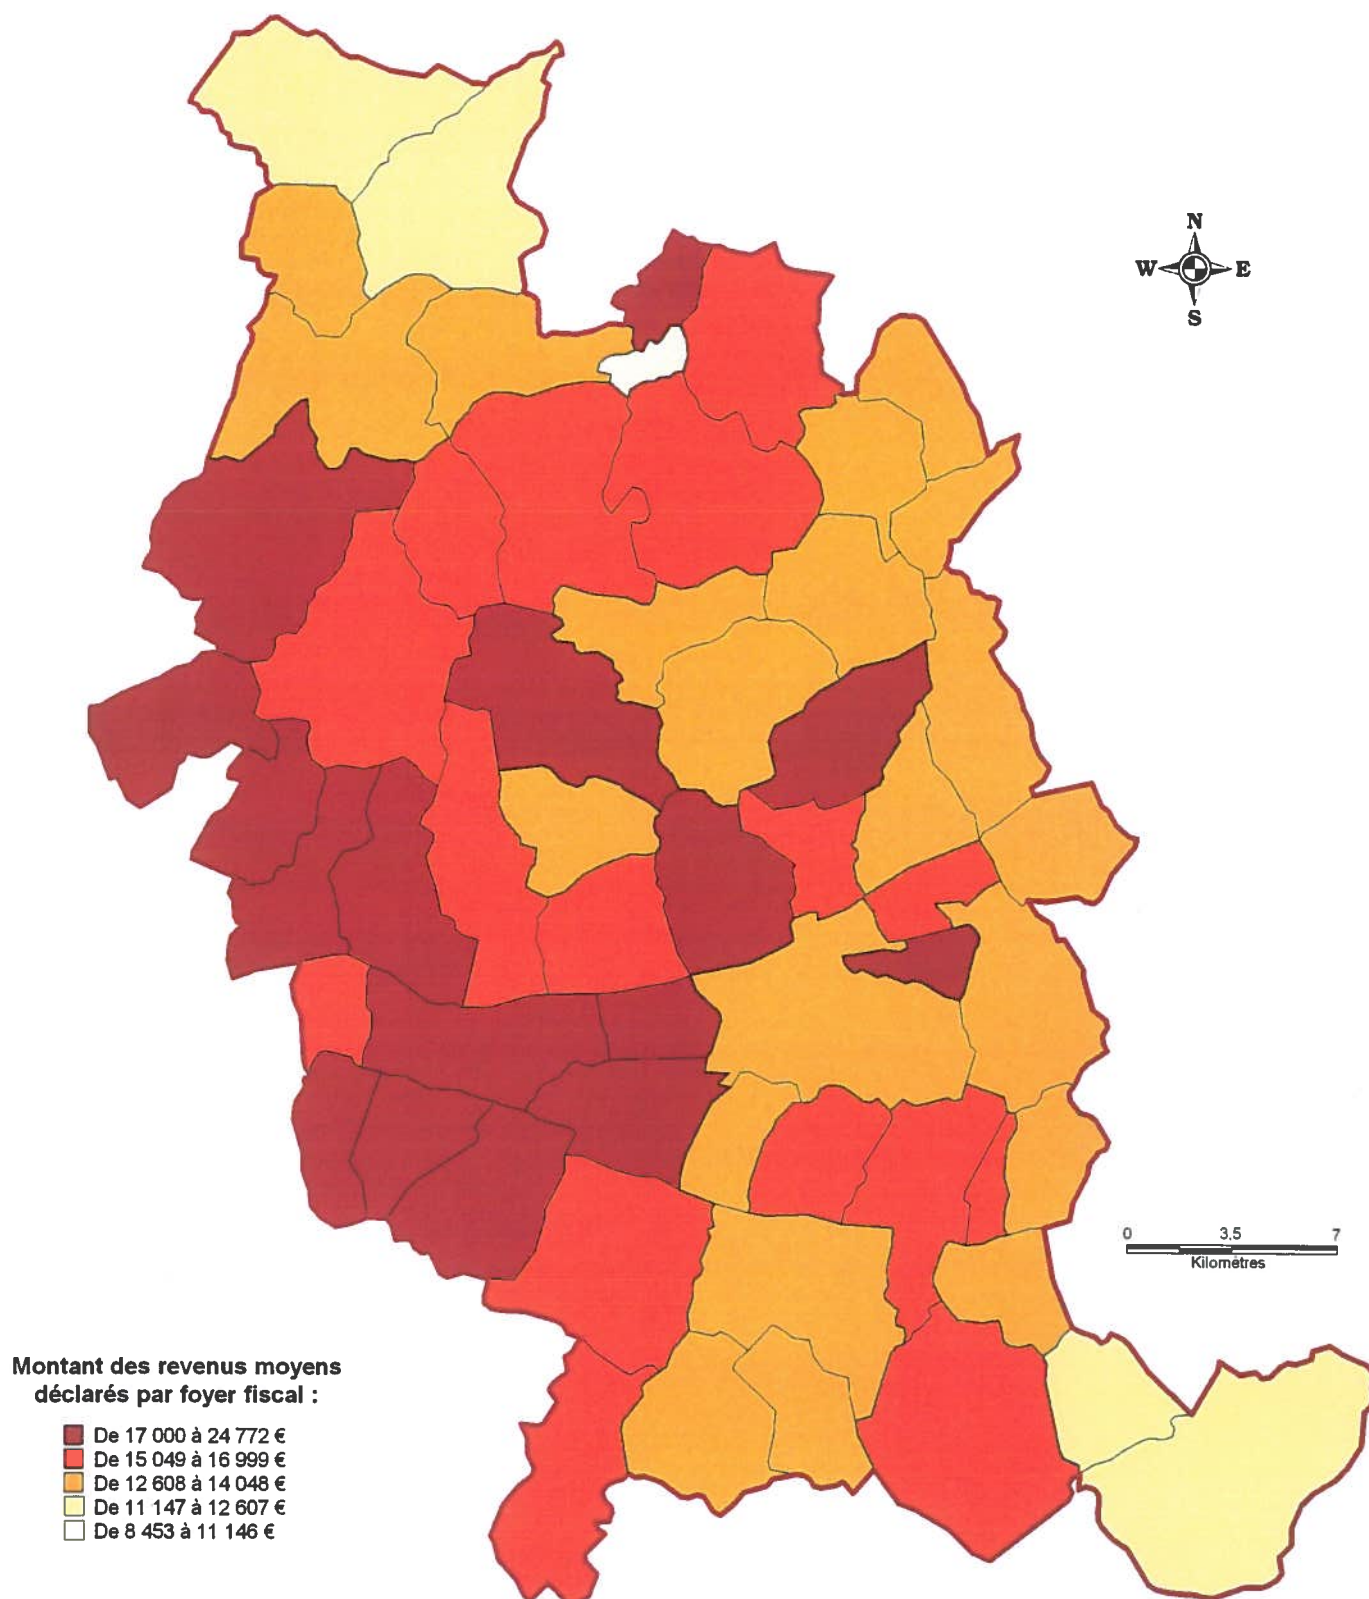 N
W E
S
0 3,5 7
Kilomètres
Montant des revenus moyens
déclarés par foyer fiscal :
De 17 000 à 24 772 €
De 15 049 à 16 999 €
De 12 608 à 14 048 €
De 11 147 à 12 607 €
De 8 453 à 11 146 €